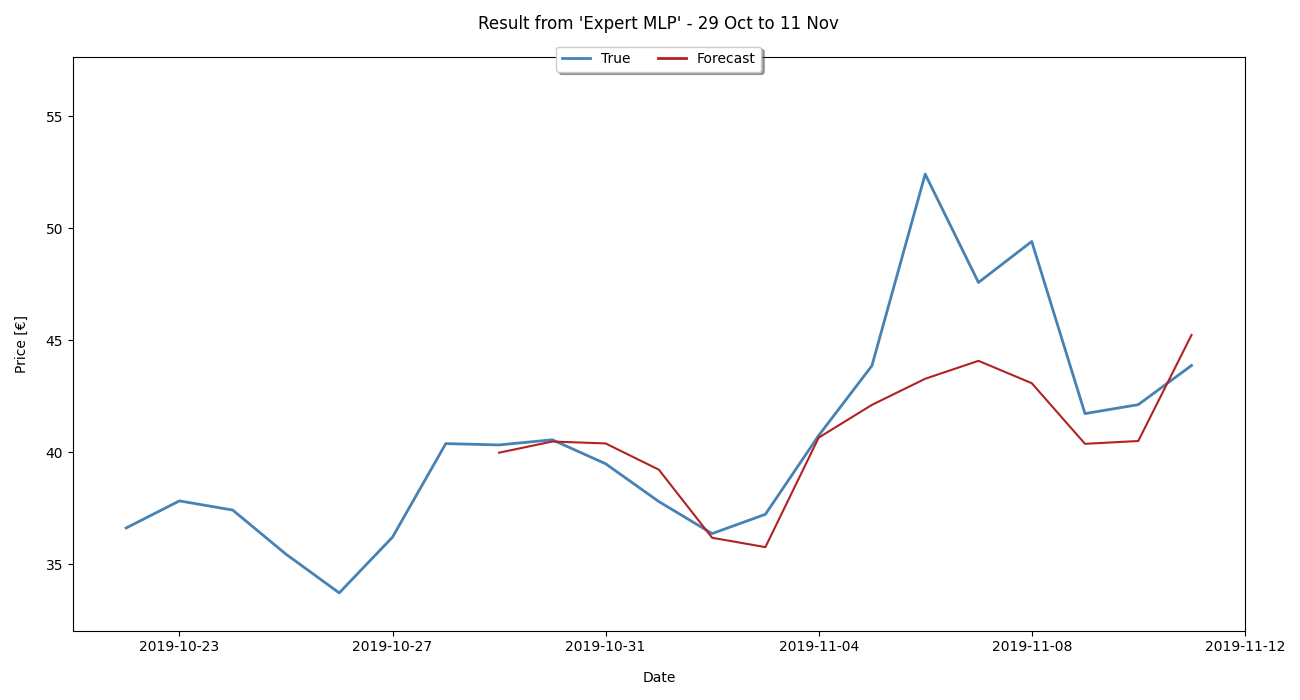 Result from 'Expert MLP' - 29 Oct to 11 Nov
True Forecast
55
50
45
40
35
Price [€]
2019-10-23 2019-10-27 2019-10-31 2019-11-04 2019-11-08 2019-11-12
Date